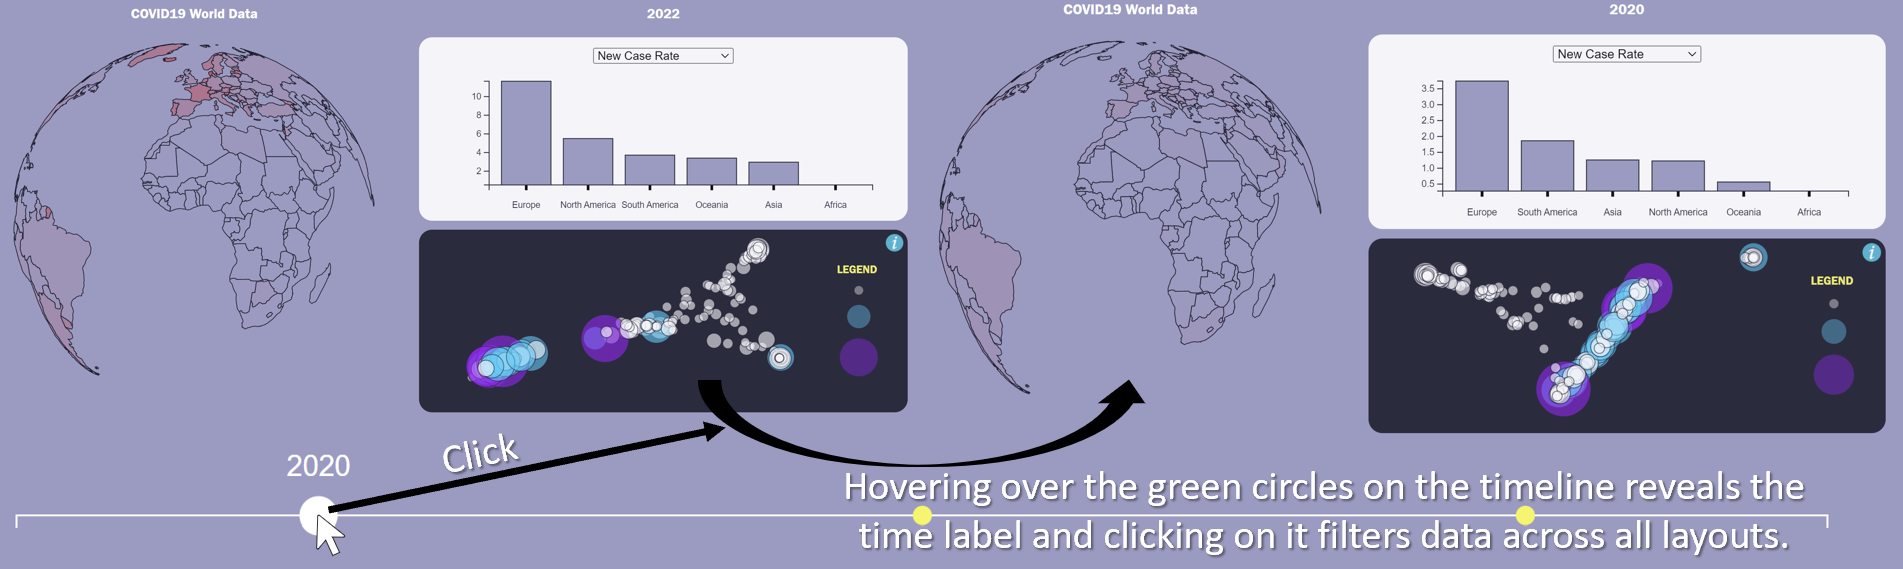 COVID19 World Data
2022
New Case Rate
10
8
6
4
2
Europe
North America
South America
Oceania
Asia
Africa
i
LEGEND
COVID19 World Data
2020
New Case Rate
3.5
3.0
2.5
2.0
1.5
1.0
0.5
Europe
South America
Asia
North America
Oceania
Africa
i
LEGEND
Click
2020
Hovering over the green circles on the timeline reveals the
time label and clicking on it filters data across all layouts.